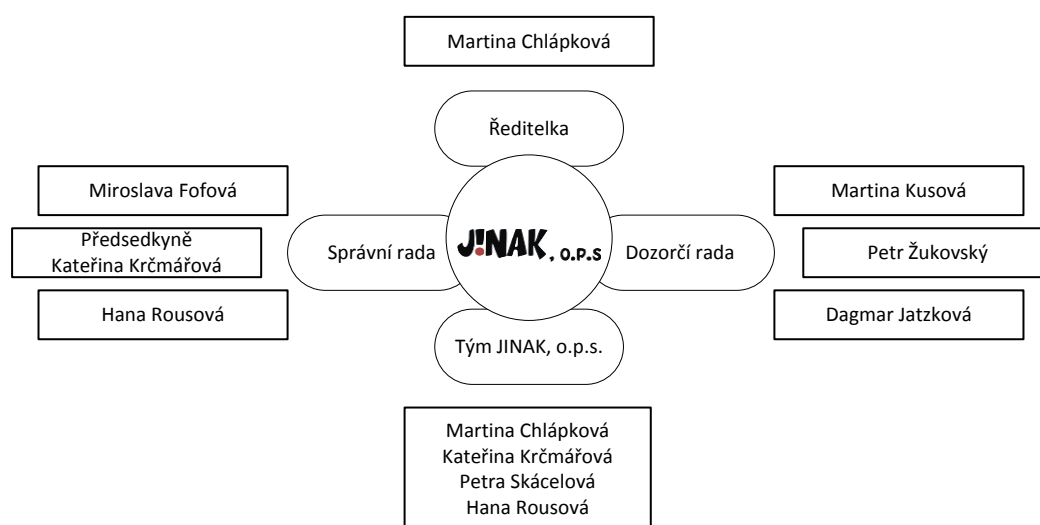 Martina Chlápková
Ředitelka
Miroslava Fofová
Předsedkyně
Kateřina Krčmářová
Hana Rousová
Správní rada
J!NAK, O.P.S
Dozorčí rada
Martina Kusová
Petr Žukovský
Dagmar Jatzková
Tým JINAK, o.p.s.
Martina Chlápková
Kateřina Krčmářová
Petra Skácelová
Hana Rousová